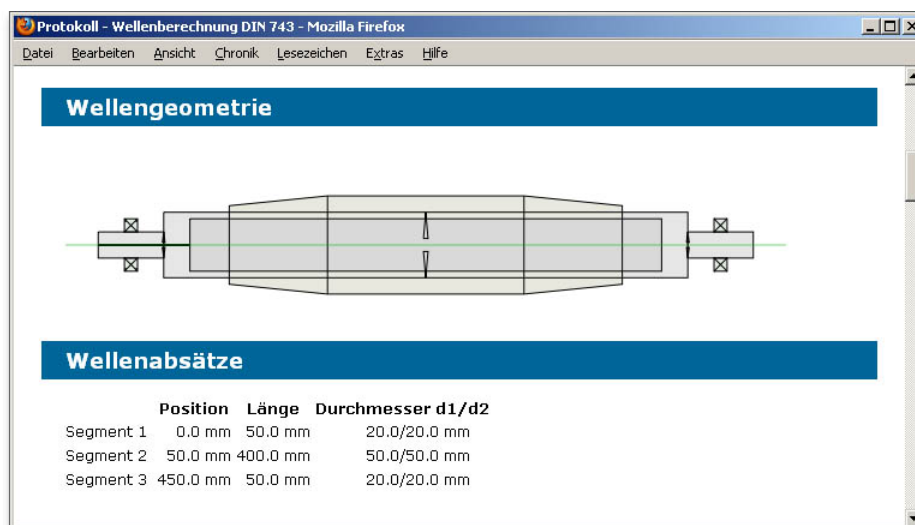 Protokoll - Wellenberechnung DIN 743 - Mozilla Firefox
Datei Bearbeiten Ansicht Chronik Lesezeichen Extras Hilfe
Wellengeometrie
Wellenabsätze
Position Länge Durchmesser d1/d2
Segment 1 0.0 mm 50.0 mm 20.0/20.0 mm
Segment 2 50.0 mm 400.0 mm 50.0/50.0 mm
Segment 3 450.0 mm 50.0 mm 20.0/20.0 mm